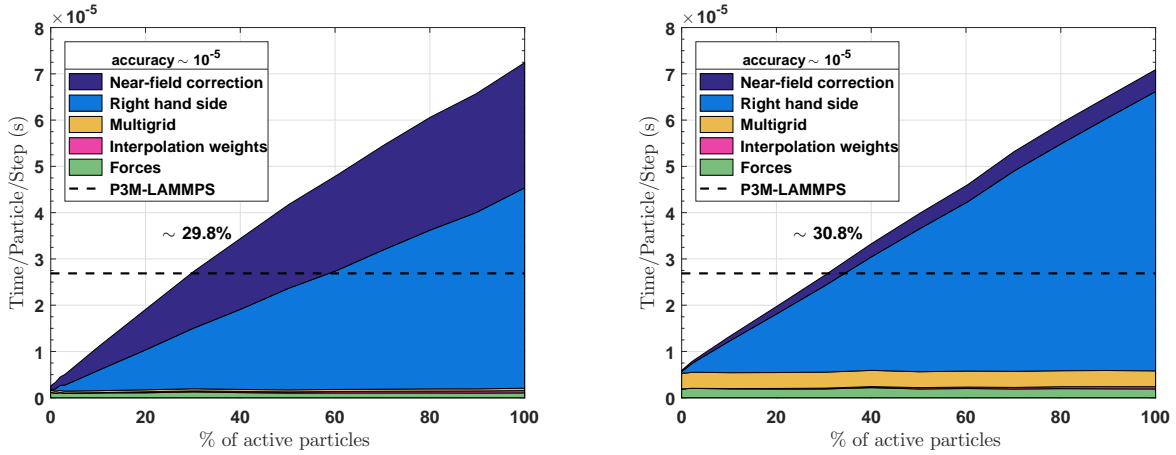 ×10-5
8
7
6
5
4
3
2
1
0
Time/Particle/Step (s)
accuracy ~ 10-5
Near-field correction
Right hand side
Multigrid
Interpolation weights
Forces
P3M-LAMMPS
~ 29.8%
0 20 40 60 80 100
% of active particles
×10-5
8
7
6
5
4
3
2
1
0
Time/Particle/Step (s)
accuracy ~ 10-5
Near-field correction
Right hand side
Multigrid
Interpolation weights
Forces
P3M-LAMMPS
~ 30.8%
0 20 40 60 80 100
% of active particles